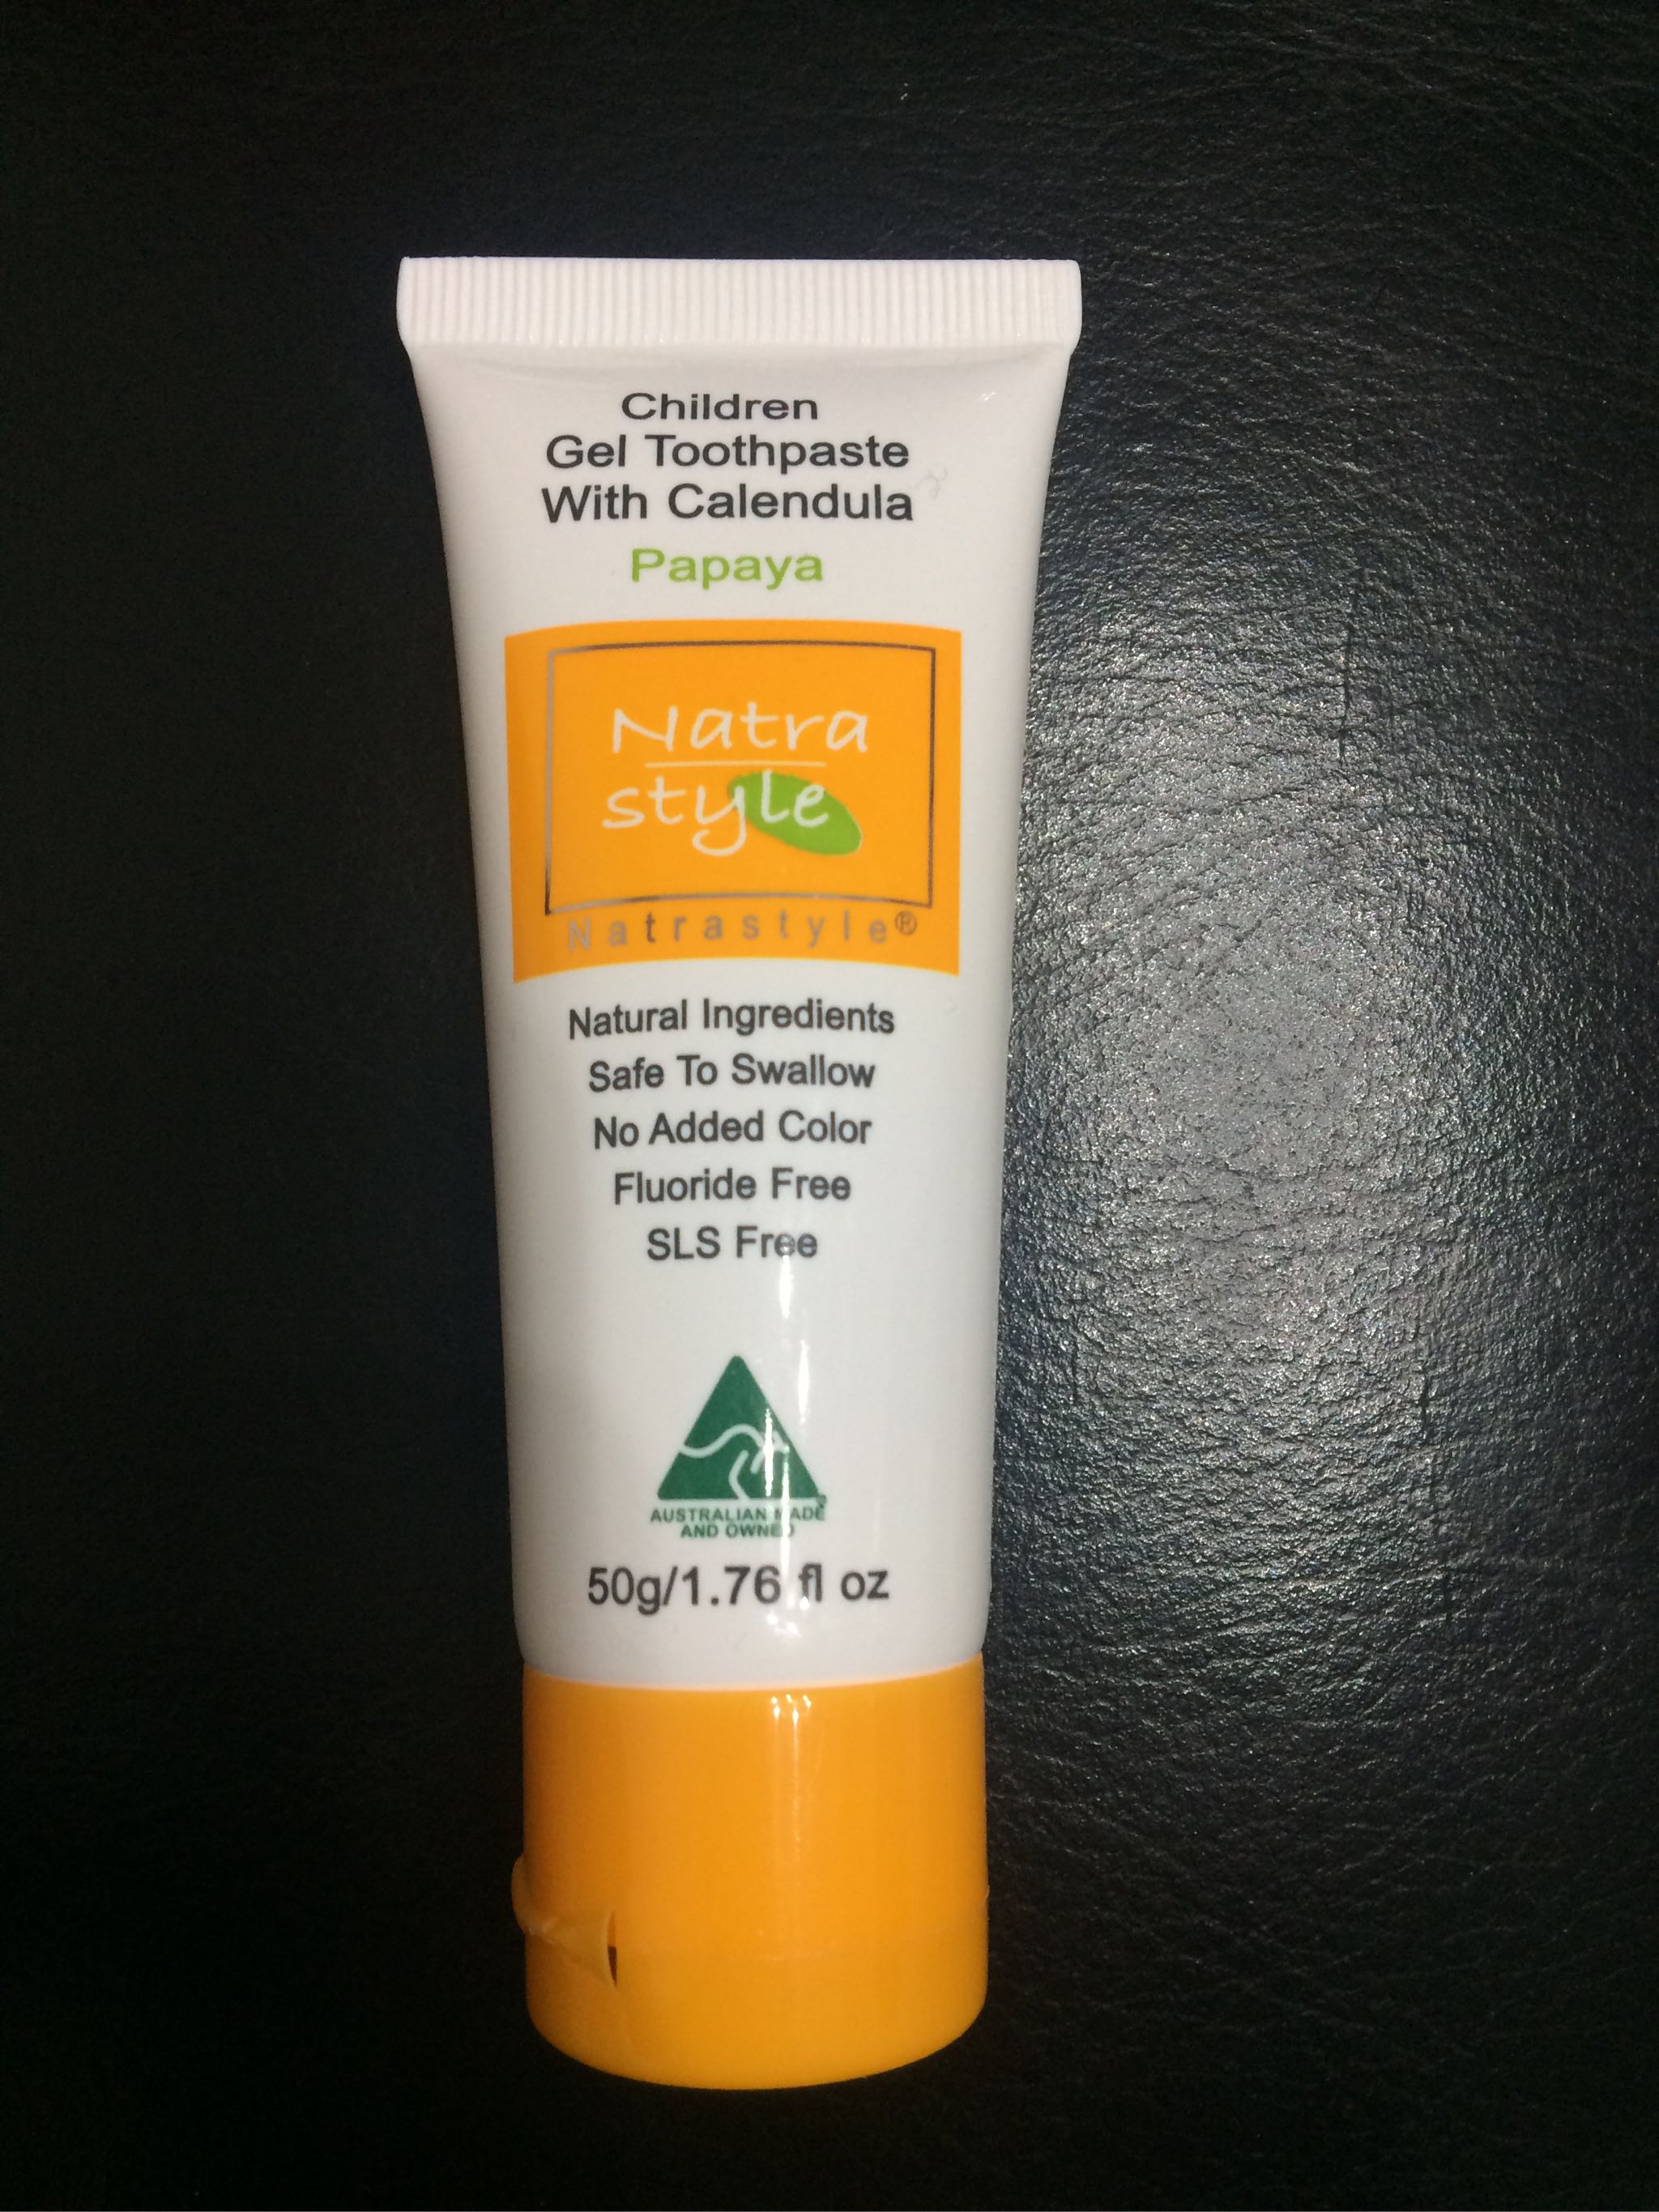 Children
Gel Toothpaste
With Calendula
Papaya
Natra
style
Natrastyle®
Natural Ingredients
Safe To Swallow
No Added Color
Fluoride Free
SLS Free
AUSTRALIAN MADE
AND OWNED
50g/1.76 fl oz